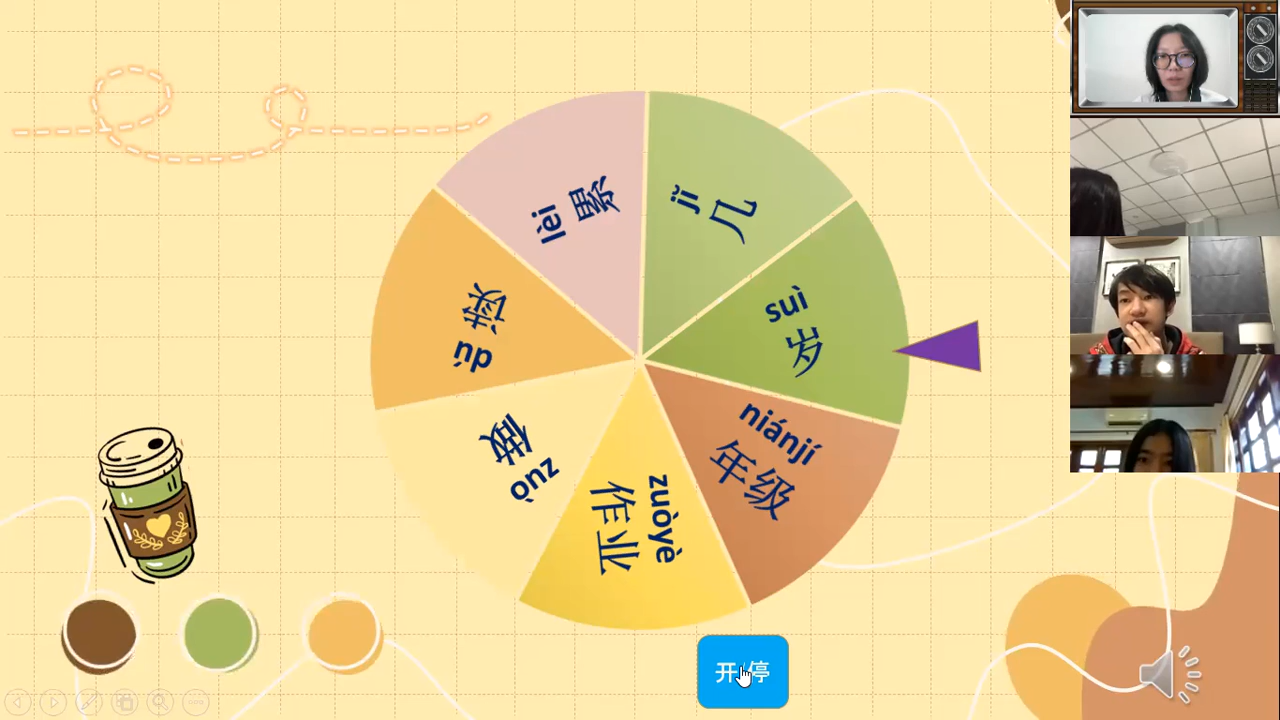 lèi
累
jǐ
几
suì
岁
niánjí
年级
zuòyè
作业
zuò
做
dú
读
开/停